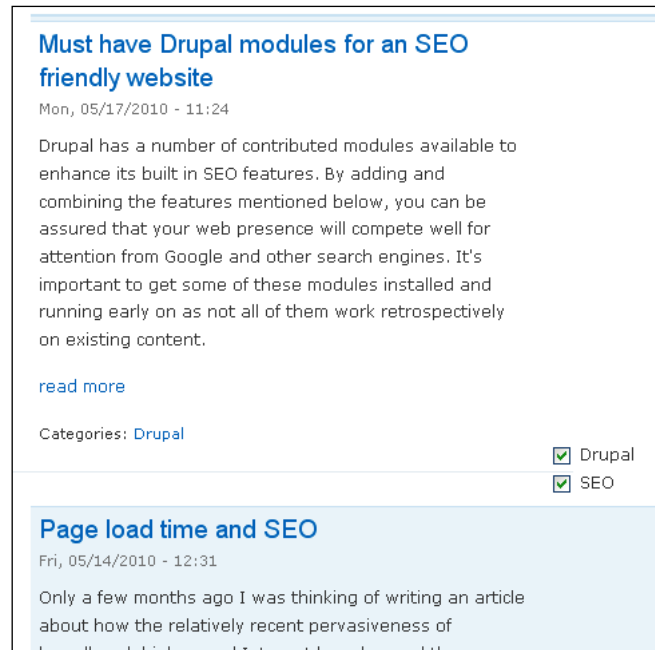 Must have Drupal modules for an SEO
friendly website
Mon, 05/17/2010 - 11:24
Drupal has a number of contributed modules available to
enhance its built in SEO features. By adding and
combining the features mentioned below, you can be
assured that your web presence will compete well for
attention from Google and other search engines. It's
important to get some of these modules installed and
running early on as not all of them work retrospectively
on existing content.
read more
Categories: Drupal
Drupal
SEO
Page load time and SEO
Fri, 05/14/2010 - 12:31
Only a few months ago I was thinking of writing an article
about how the relatively recent pervasiveness of